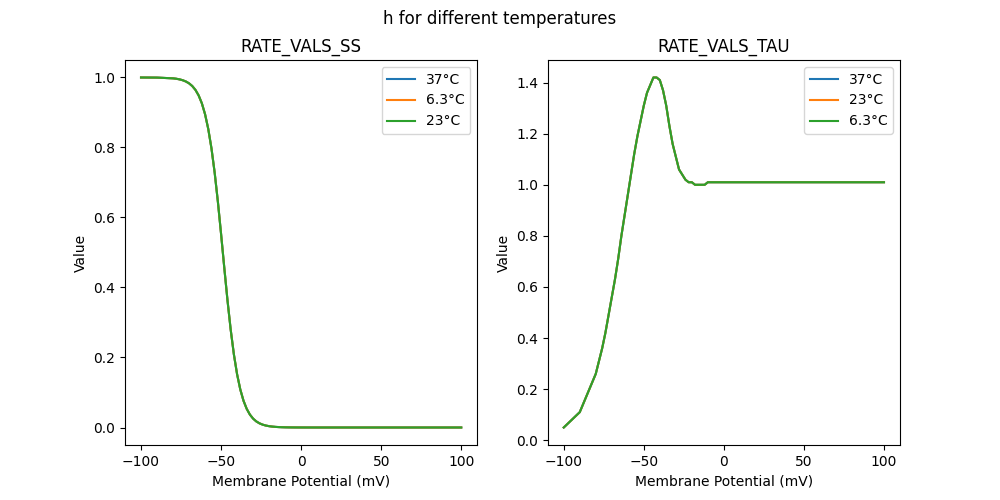 h for different temperatures
RATE_VALS_SS
1.0
0.8
0.6
0.4
0.2
0.0
Value
−100
−50
0
50
100
Membrane Potential (mV)
37°C
6.3°C
23°C
RATE_VALS_TAU
1.4
1.2
1.0
0.8
0.6
0.4
0.2
0.0
Value
−100
−50
0
50
100
Membrane Potential (mV)
37°C
23°C
6.3°C